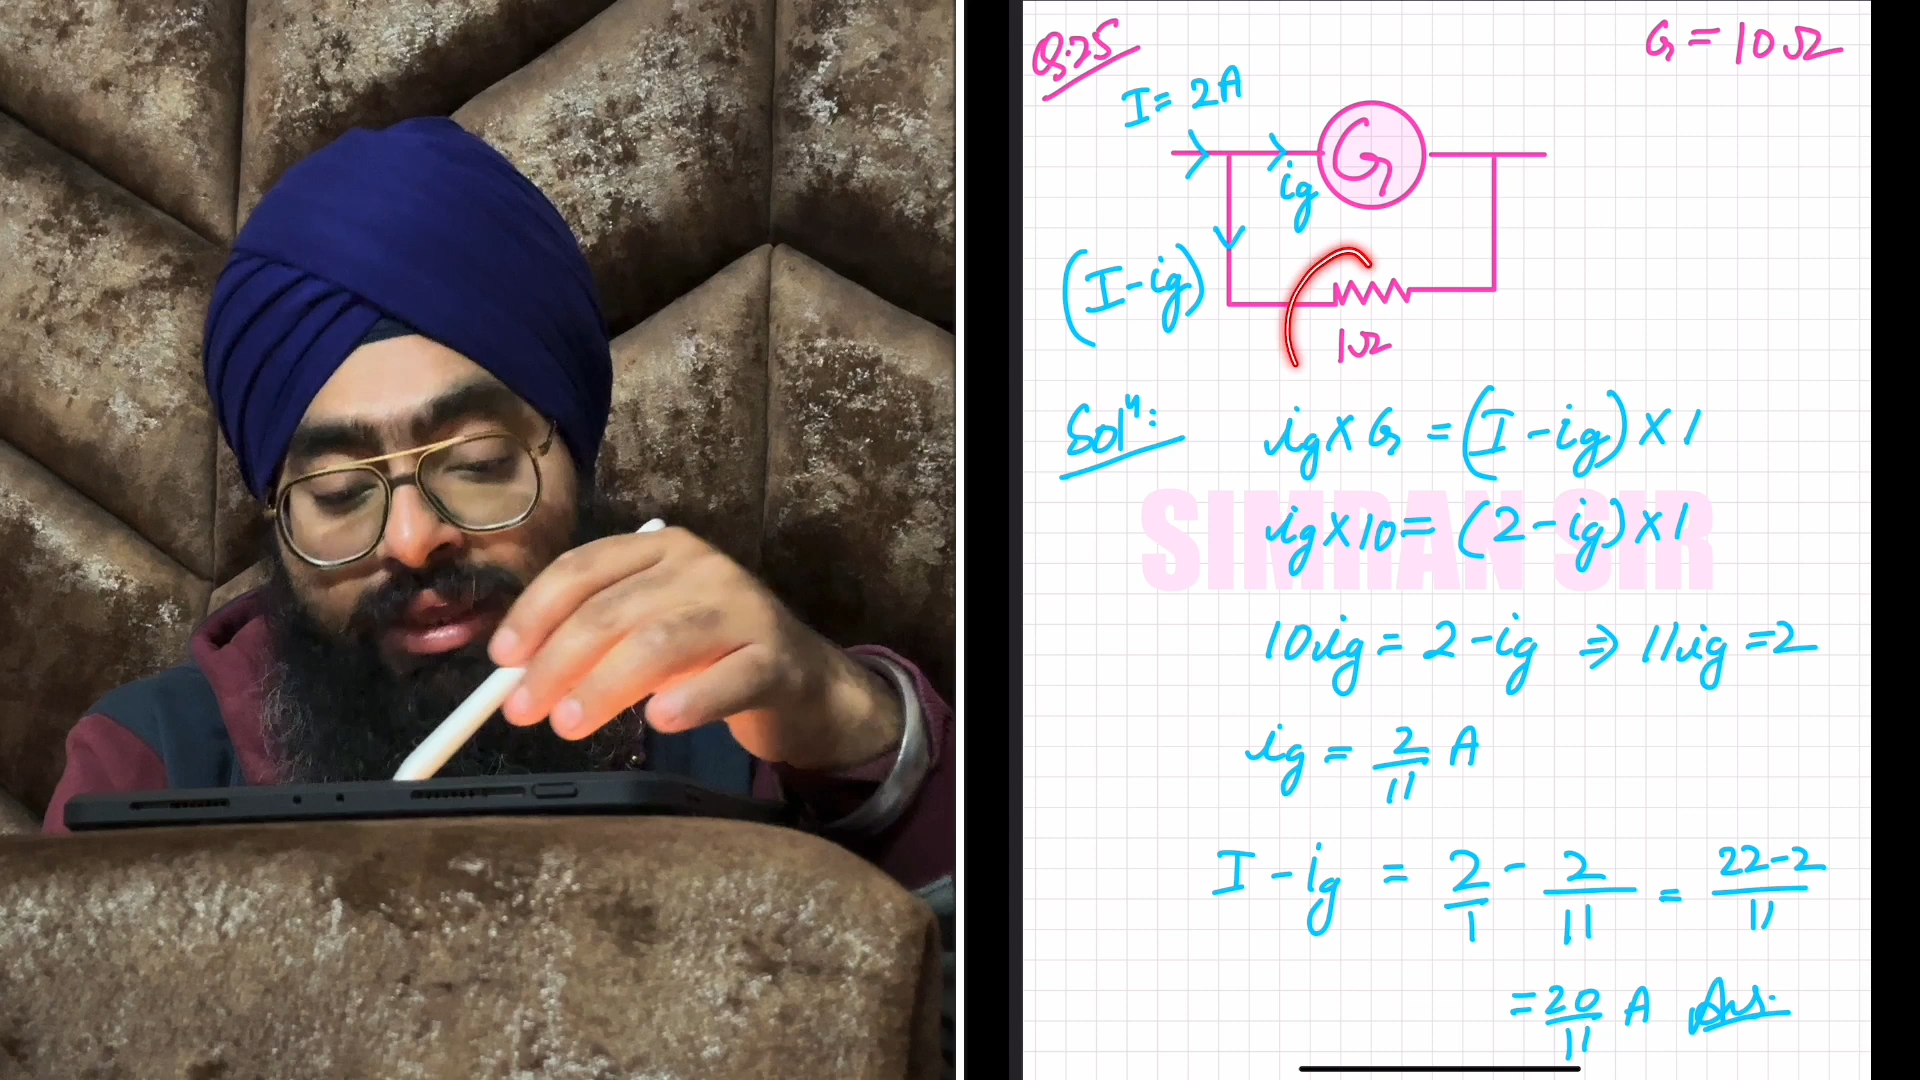 Q.25
G = 10Ω
I = 2A
G
ig
(I-ig)
1Ω
Solⁿ:
ig × G = (I-ig) × 1
SIMRAN SIR
ig × 10 = (2-ig) × 1
10ig = 2-ig ⇒ 11ig = 2
ig = 2/11 A
I - ig = 2/1 - 2/11 = 22-2/11
= 20/11 A Ans.